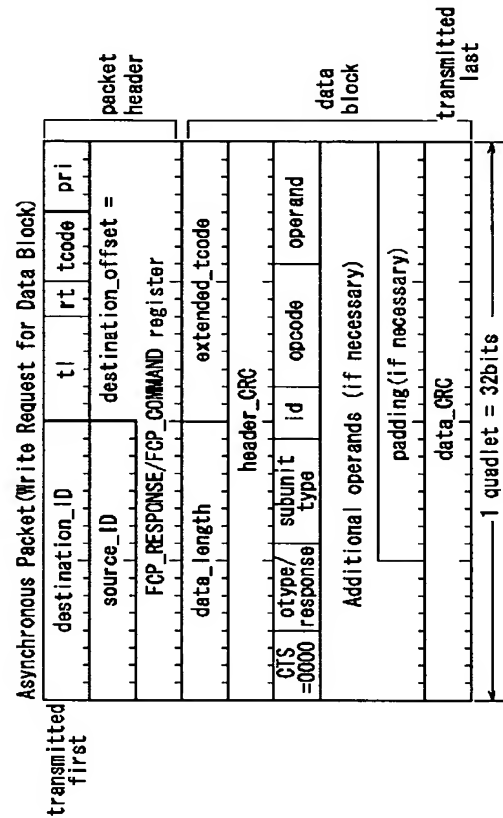 Asynchronous Packet(Write Request for Data Block)
transmitted
first
destination_ID
tl
rt
tcode
pri
source_ID
destination_offset =
FCP_RESPONSE/FCP_COMMAND register
packet
header
data_length
extended_tcode
header_CRC
CTS
=0000
ctype/
response
subunit
type
id
opcode
operand
Additional operands (if necessary)
padding(if necessary)
data_CRC
data
block
transmitted
last
1 quadlet = 32bits